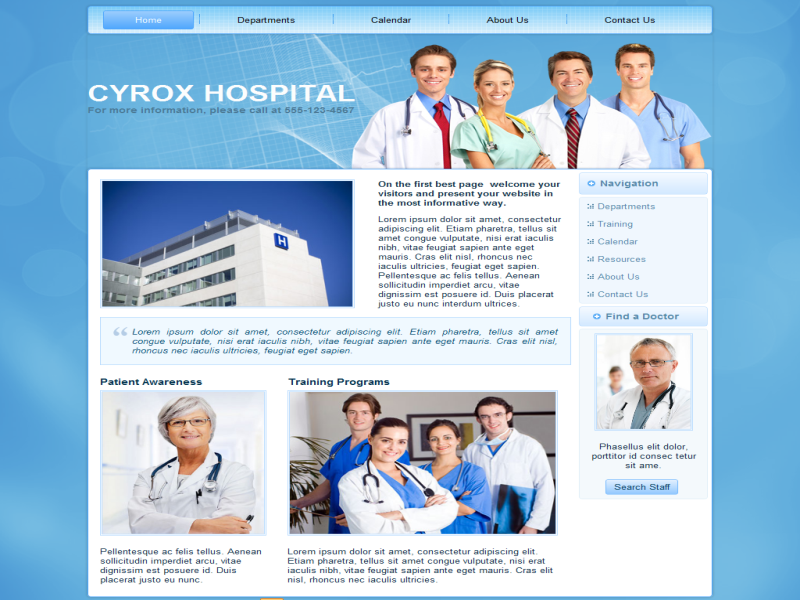 Home Departments Calendar About Us Contact Us
CYROX HOSPITAL
For more information, please call at 555-123-4567
H
On the first best page welcome your
visitors and present your website in
the most informative way.
Lorem ipsum dolor sit amet, consectetur
adipiscing elit. Etiam pharetra, tellus sit
amet congue vulputate, nisi erat iaculis
nibh, vitae feugiat sapien ante eget
mauris. Cras elit nisl, rhoncus nec
iaculis ultricies, feugiat eget sapien.
Pellentesque ac felis tellus. Aenean
sollicitudin imperdiet arcu, vitae
dignissim est posuere id. Duis placerat
justo eu nunc interdum ultrices.
“ Lorem ipsum dolor sit amet, consectetur adipiscing elit. Etiam pharetra, tellus sit amet
congue vulputate, nisi erat iaculis nibh, vitae feugiat sapien ante eget mauris. Cras elit nisl,
rhoncus nec iaculis ultricies, feugiat eget sapien.
Patient Awareness
Pellentesque ac felis tellus. Aenean
sollicitudin imperdiet arcu, vitae
dignissim est posuere id. Duis
placerat justo eu nunc.
Training Programs
Lorem ipsum dolor sit amet, consectetur adipiscing elit.
Etiam pharetra, tellus sit amet congue vulputate, nisi erat
iaculis nibh, vitae feugiat sapien ante eget mauris. Cras elit
nisl, rhoncus nec iaculis ultricies, feugiat eget sapien.
Navigation
Departments
Training
Calendar
Resources
About Us
Contact Us
Find a Doctor
Phasellus elit dolor,
porttitor id consec tetur
sit ame.
Search Staff